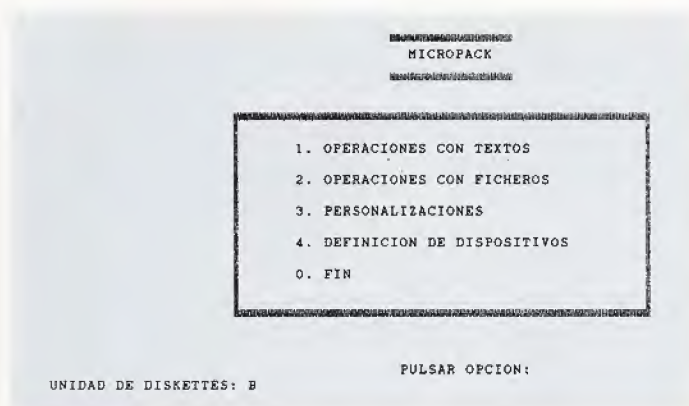 MICROPACK
1. OPERACIONES CON TEXTOS
2. OPERACIONES CON FICHEROS
3. PERSONALIZACIONES
4. DEFINICION DE DISPOSITIVOS
0. FIN
PULSAR OPCION:
UNIDAD DE DISKETTES: B